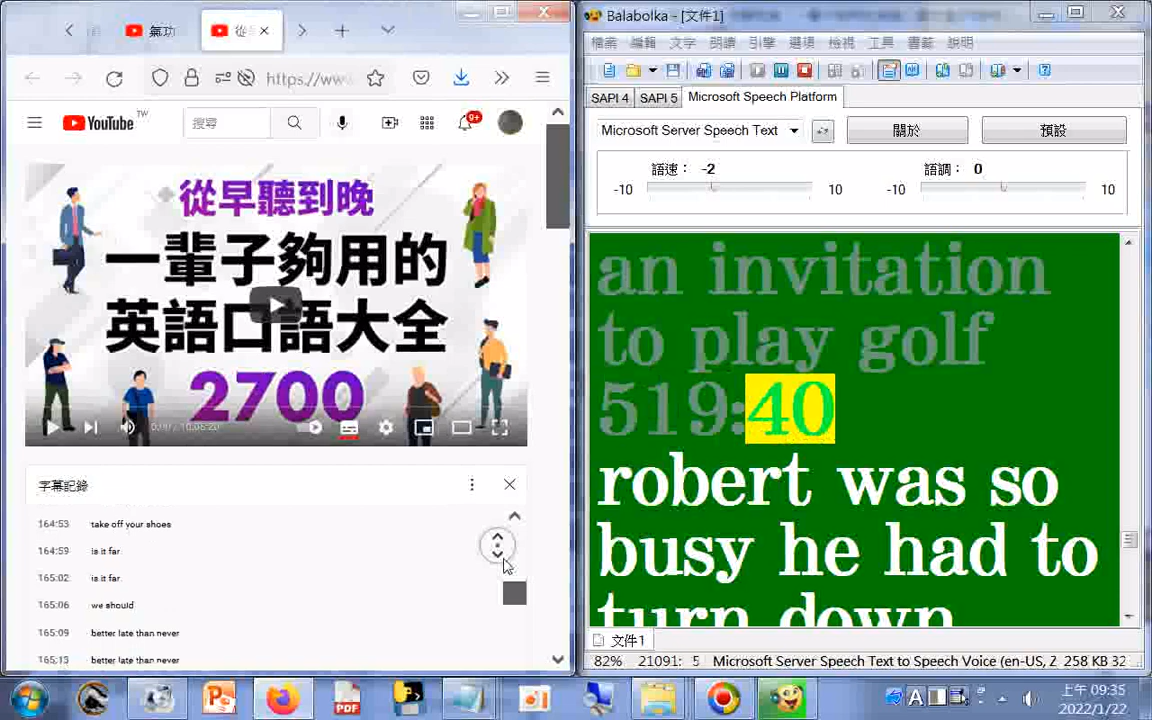 氣功
https://www
YouTube
TW
搜尋
9+
從早聽到晚
一輩子夠用的
英語口語大全
2700
字幕記錄
164:53 take off your shoes
164:59 is it far
165:02 is it far
165:06 we should
165:09 better late than never
165:13 better late than never
Balabolka - [文件1]
檔案 編輯 文字 朗讀 引擎 選項 檢視 工具 書籤 說明
SAPI 4 SAPI 5 Microsoft Speech Platform
Microsoft Server Speech Text 關於 預設
語速： -2 語調： 0
-10 10 -10 10
an invitation
to play golf
519:40
robert was so
busy he had to
turn down
文件1
82% 21091: 5 Microsoft Server Speech Text to Speech Voice (en-US, Z 258 KB 32
PDF
上午 09:35
2022/1/22